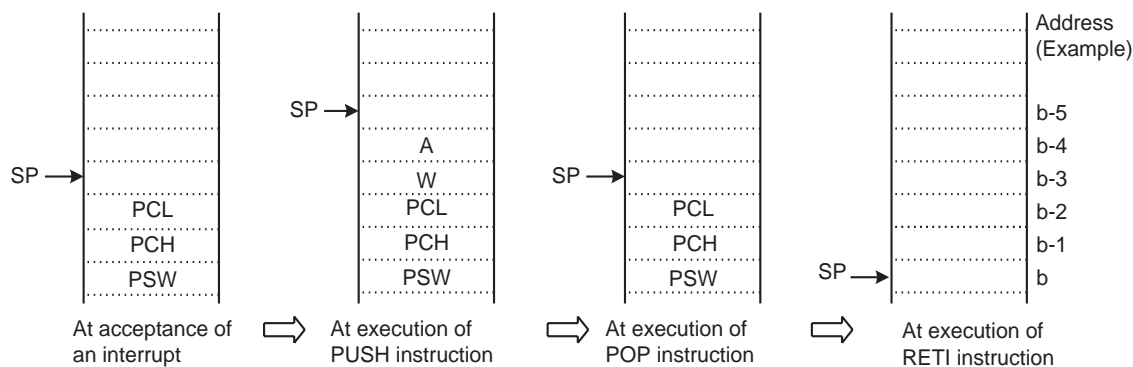 Address
(Example)
SP
b-5
A
b-4
SP
W
SP
b-3
PCL
PCL
PCL
b-2
PCH
PCH
PCH
b-1
PSW
PSW
PSW
SP
b
At acceptance of
an interrupt
At execution of
PUSH instruction
At execution of
POP instruction
At execution of
RETI instruction